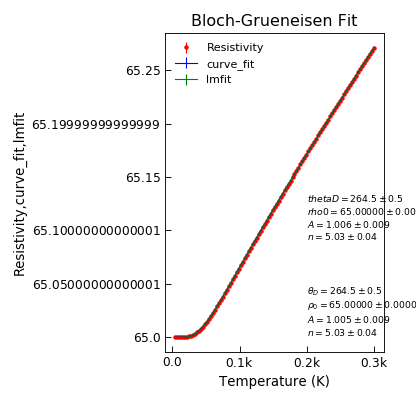 Bloch-Grueneisen Fit
Resistivity
curve_fit
lmfit
Resistivity,curve_fit,lmfit
65.25
65.19999999999999
65.15
65.10000000000001
65.05000000000001
65.0
thetaD = 264.5 ± 0.5
rho0 = 65.00000 ± 0.00
A = 1.006 ± 0.009
n = 5.03 ± 0.04
θ_D = 264.5 ± 0.5
ρ₀ = 65.00000 ± 0.0000
A = 1.005 ± 0.009
n = 5.03 ± 0.04
0.0 0.1k 0.2k 0.3k
Temperature (K)